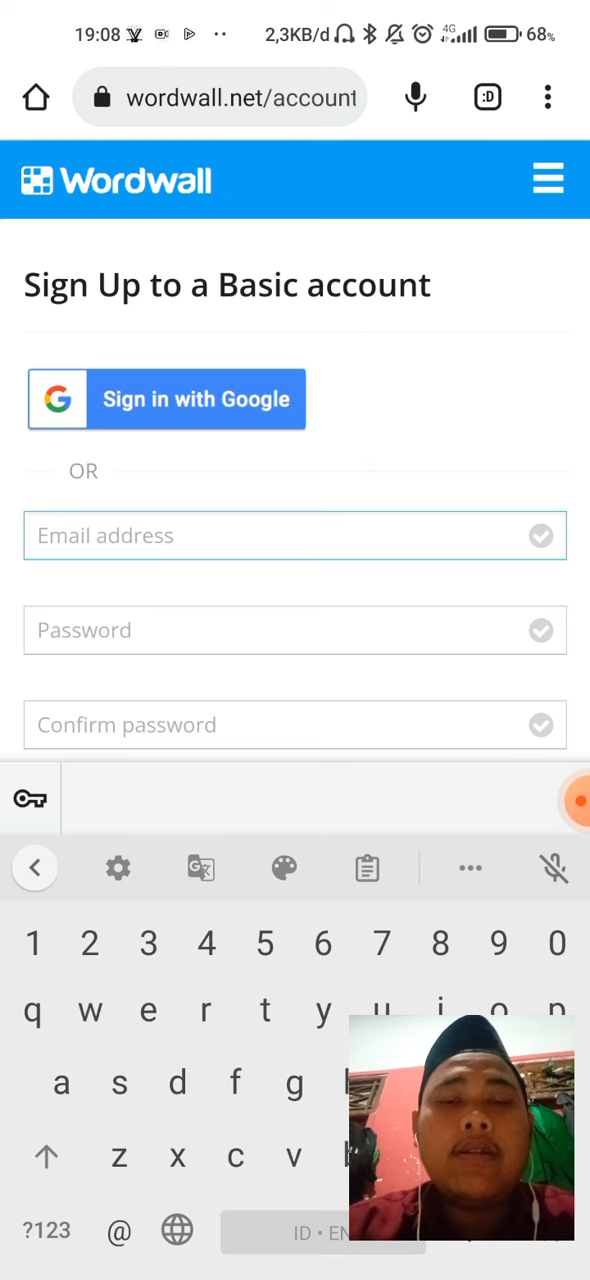 19:08 2,3KB/d 4G 68%
wordwall.net/account :D
Wordwall
Sign Up to a Basic account
G Sign in with Google
OR
Email address
Password
Confirm password
1 2 3 4 5 6 7 8 9 0
q w e r t y u i o p
a s d f g
z x c v
?123 @ ID • EN